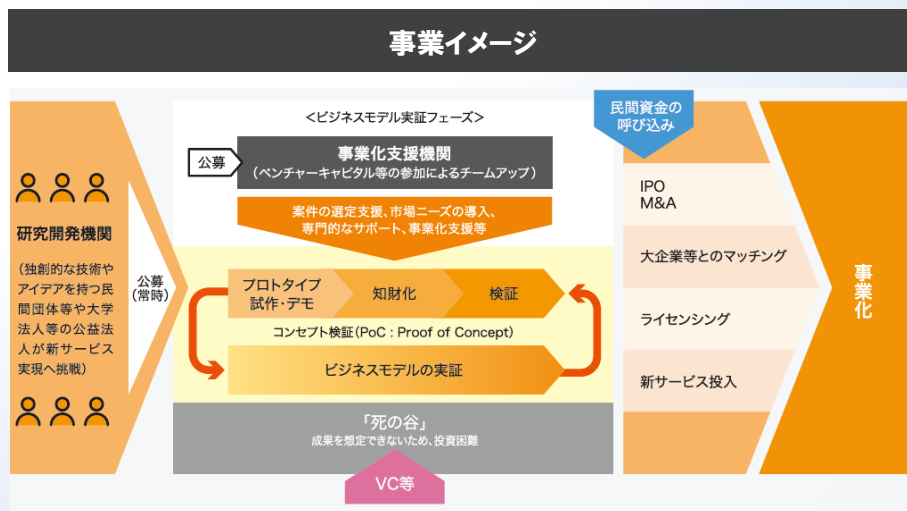 事業イメージ
研究開発機関
（独創的な技術や
アイデアを持つ民
間団体等や大学
法人等の公益法
人が新サービス
実現へ挑戦）
公募
（常時）
＜ビジネスモデル実証フェーズ＞
公募
事業化支援機関
（ベンチャーキャピタル等の参加によるチームアップ）
案件の選定支援、市場ニーズの導入、
専門的なサポート、事業化支援等
プロトタイプ
試作・デモ
知財化
検証
コンセプト検証（PoC : Proof of Concept）
ビジネスモデルの実証
「死の谷」
成果を想定できないため、投資困難
VC等
民間資金の
呼び込み
IPO
M&A
大企業等とのマッチング
ライセンシング
新サービス投入
事業化